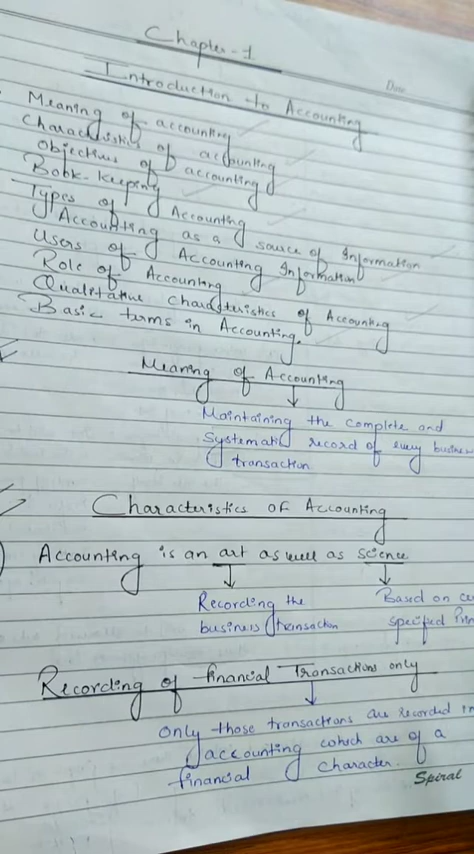 Chapter-1
Date
Introduction to Accounting
Meaning of accounting
Characteristics of accounting
Objectives of accounting
Book-keeping
Types of Accounting
Accounting as a source of Information
Users of Accounting Information
Role of Accounting
Qualitative characteristics of Accounting
Basic terms in Accounting.
Meaning of Accounting
Maintaining the complete and
systematic record of every busines
transaction
Characteristics of Accounting
Accounting is an art as well as science
Recording the Based on ce
business transaction specified Prin
Recording of financial Transactions only
Only those transactions are recorded in
accounting which are of a
financial character.
Spiral